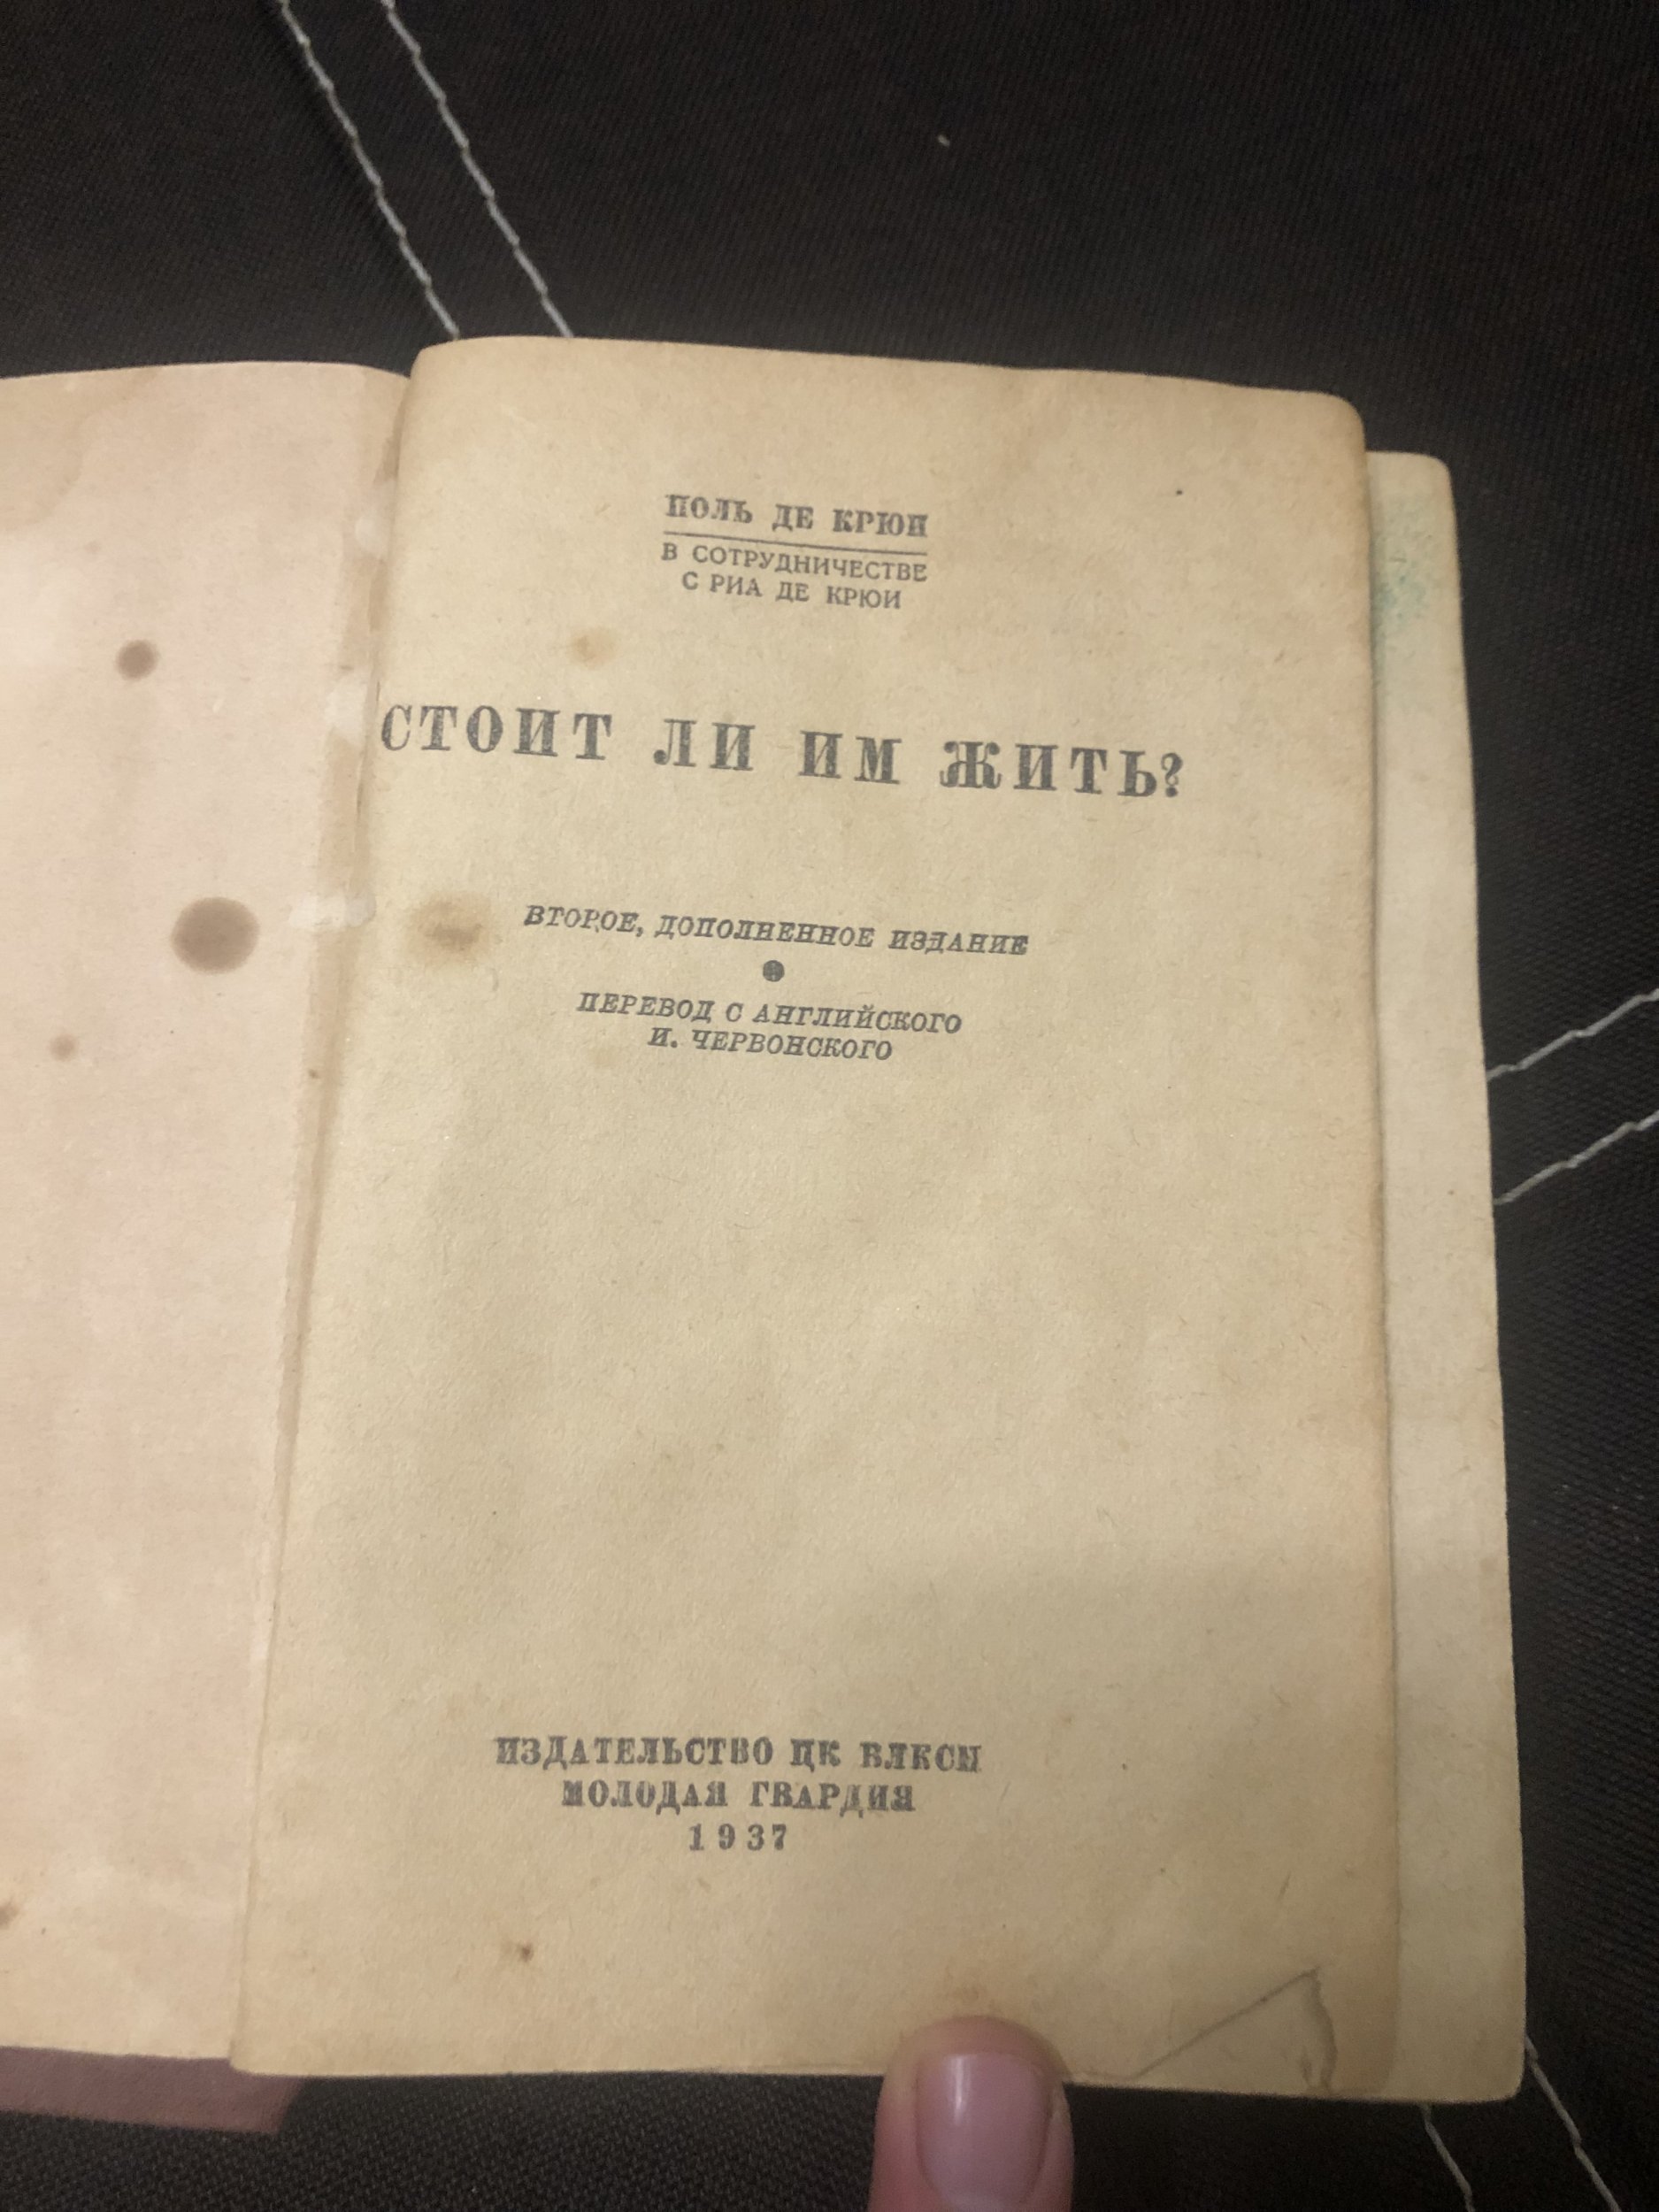 ПОЛЬ ДЕ КРЮИ
В СОТРУДНИЧЕСТВЕ
С РИА ДЕ КРЮИ
СТОИТ ЛИ ИМ ЖИТЬ?
ВТОРОЕ, ДОПОЛНЕННОЕ ИЗДАНИЕ
ПЕРЕВОД С АНГЛИЙСКОГО
И. ЧЕРВОНСКОГО
ИЗДАТЕЛЬСТВО ЦК ВЛКСМ
МОЛОДАЯ ГВАРДИЯ
1937